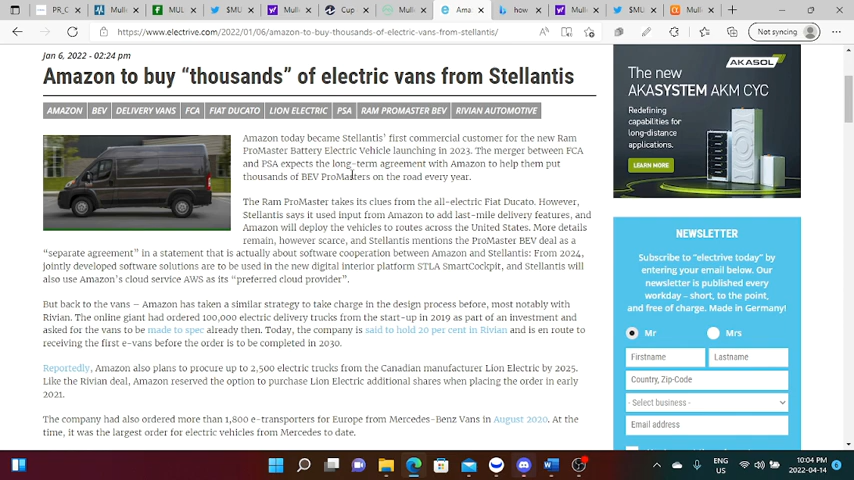 PR_C
Mulle
MUL
$MU
Mulle
Cup
Mulle
Ama
how
Mulle
$MU
Mulle
https://www.electrive.com/2022/01/06/amazon-to-buy-thousands-of-electric-vans-from-stellantis/
Not syncing
Jan 6, 2022 - 02:24 pm
Amazon to buy “thousands” of electric vans from Stellantis
AMAZON BEV DELIVERY VANS FCA FIAT DUCATO LION ELECTRIC PSA RAM PROMASTER BEV RIVIAN AUTOMOTIVE
Amazon today became Stellantis’ first commercial customer for the new Ram
ProMaster Battery Electric Vehicle launching in 2023. The merger between FCA
and PSA expects the long-term agreement with Amazon to help them put
thousands of BEV ProMasters on the road every year.
The Ram ProMaster takes its clues from the all-electric Fiat Ducato. However,
Stellantis says it used input from Amazon to add last-mile delivery features, and
Amazon will deploy the vehicles to routes across the United States. More details
remain, however scarce, and Stellantis mentions the ProMaster BEV deal as a
“separate agreement” in a statement that is actually about software cooperation between Amazon and Stellantis: From 2024,
jointly developed software solutions are to be used in the new digital interior platform STLA SmartCockpit, and Stellantis will
also use Amazon’s cloud service AWS as its “preferred cloud provider”.
But back to the vans – Amazon has taken a similar strategy to take charge in the design process before, most notably with
Rivian. The online giant had ordered 100,000 electric delivery trucks from the start-up in 2019 as part of an investment and
asked for the vans to be made to spec already then. Today, the company is said to hold 20 per cent in Rivian and is en route to
receiving the first e-vans before the order is to be completed in 2030.
Reportedly, Amazon also plans to procure up to 2,500 electric trucks from the Canadian manufacturer Lion Electric by 2025.
Like the Rivian deal, Amazon reserved the option to purchase Lion Electric additional shares when placing the order in early
2021.
The company had also ordered more than 1,800 e-transporters for Europe from Mercedes-Benz Vans in August 2020. At the
time, it was the largest order for electric vehicles from Mercedes to date.
AKASOL
The new
AKASYSTEM AKM CYC
Redefining
capabilities for
long-distance
applications.
LEARN MORE
NEWSLETTER
Subscribe to "electrive today" by
entering your email below. Our
newsletter is published every
workday – short, to the point,
and free of charge. Made in Germany!
Mr Mrs
Firstname Lastname
Country, Zip-Code
- Select business -
Email address
ENG
US
10:04 PM
2022-04-14
6